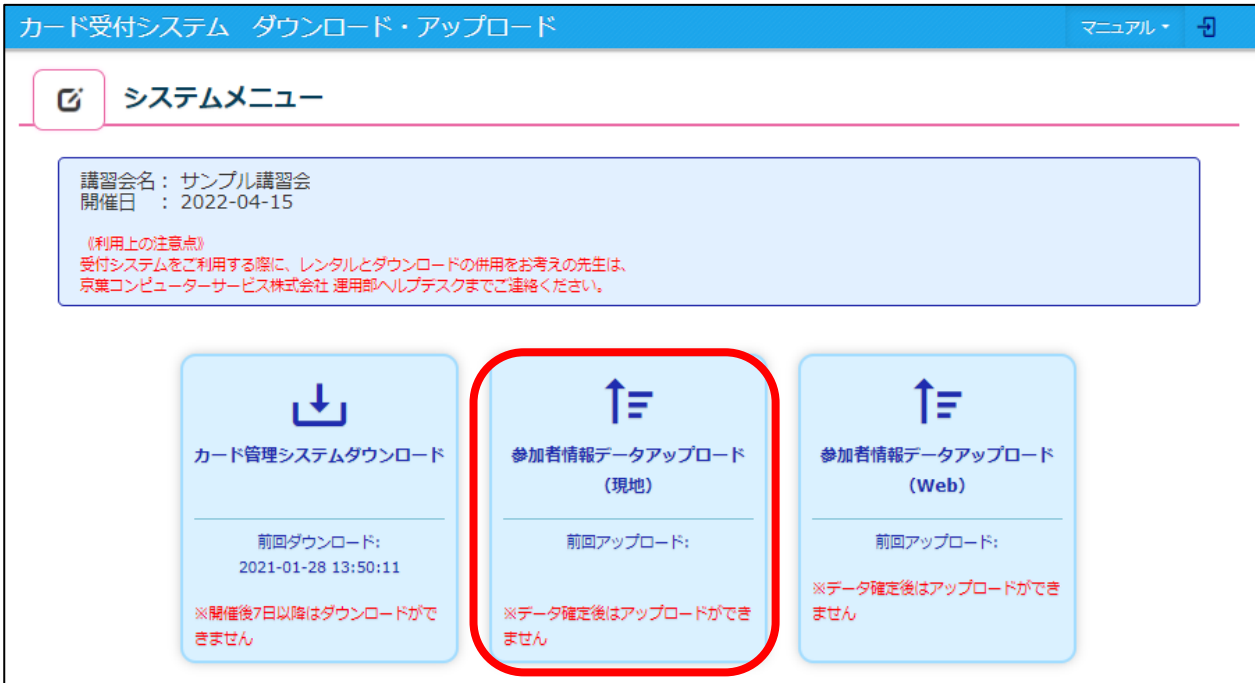 カード受付システム　ダウンロード・アップロード
マニュアル
システムメニュー
講習会名： サンプル講習会
開催日　： 2022-04-15
《利用上の注意点》
受付システムをご利用する際に、レンタルとダウンロードの併用をお考えの先生は、
京葉コンピューターサービス株式会社 運用部ヘルプデスクまでご連絡ください。
カード管理システムダウンロード
前回ダウンロード:
2021-01-28 13:50:11
※開催後7日以降はダウンロードがで
きません
参加者情報データアップロード
（現地）
前回アップロード:
※データ確定後はアップロードができ
ません
参加者情報データアップロード
（Web）
前回アップロード:
※データ確定後はアップロードができ
ません